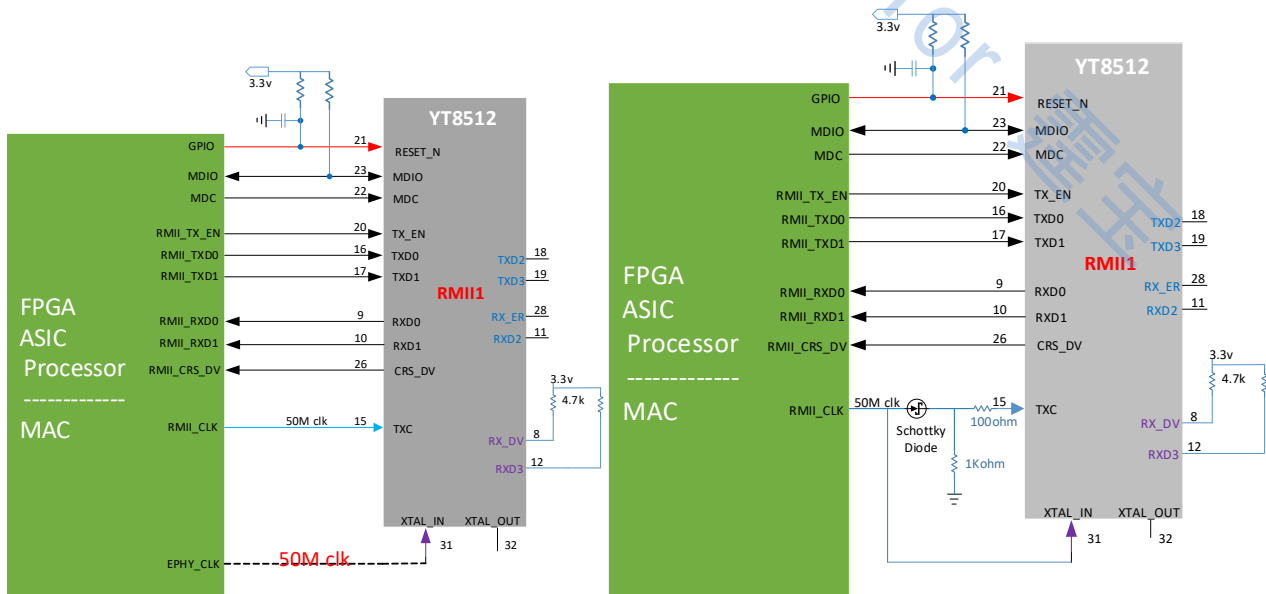 3.3v
YT8512
GPIO
21
RESET_N
MDIO
23
MDIO
MDC
22
MDC
RMII_TX_EN
20
TX_EN
RMII_TXD0
16
TXD0
RMII_TXD1
17
TXD1
TXD2
18
TXD3
19
RMII1
RX_ER
28
RXD2
11
FPGA
ASIC
Processor
-------------
MAC
RMII_RXD0
9
RXD0
RMII_RXD1
10
RXD1
RMII_CRS_DV
26
CRS_DV
3.3v
4.7k
RMII_CLK
50M clk
15
TXC
RX_DV
8
RXD3
12
XTAL_IN
XTAL_OUT
31
32
EPHY_CLK
50M clk
3.3v
YT8512
GPIO
21
RESET_N
MDIO
23
MDIO
MDC
22
MDC
RMII_TX_EN
20
TX_EN
RMII_TXD0
16
TXD0
RMII_TXD1
17
TXD1
TXD2
18
TXD3
19
RMII1
RX_ER
28
RXD2
11
FPGA
ASIC
Processor
-------------
MAC
RMII_RXD0
9
RXD0
RMII_RXD1
10
RXD1
RMII_CRS_DV
26
CRS_DV
3.3v
4.7k
RMII_CLK
50M clk
Schottky
Diode
100ohm
15
TXC
1Kohm
RX_DV
8
RXD3
12
XTAL_IN
XTAL_OUT
31
32
for 霆宝